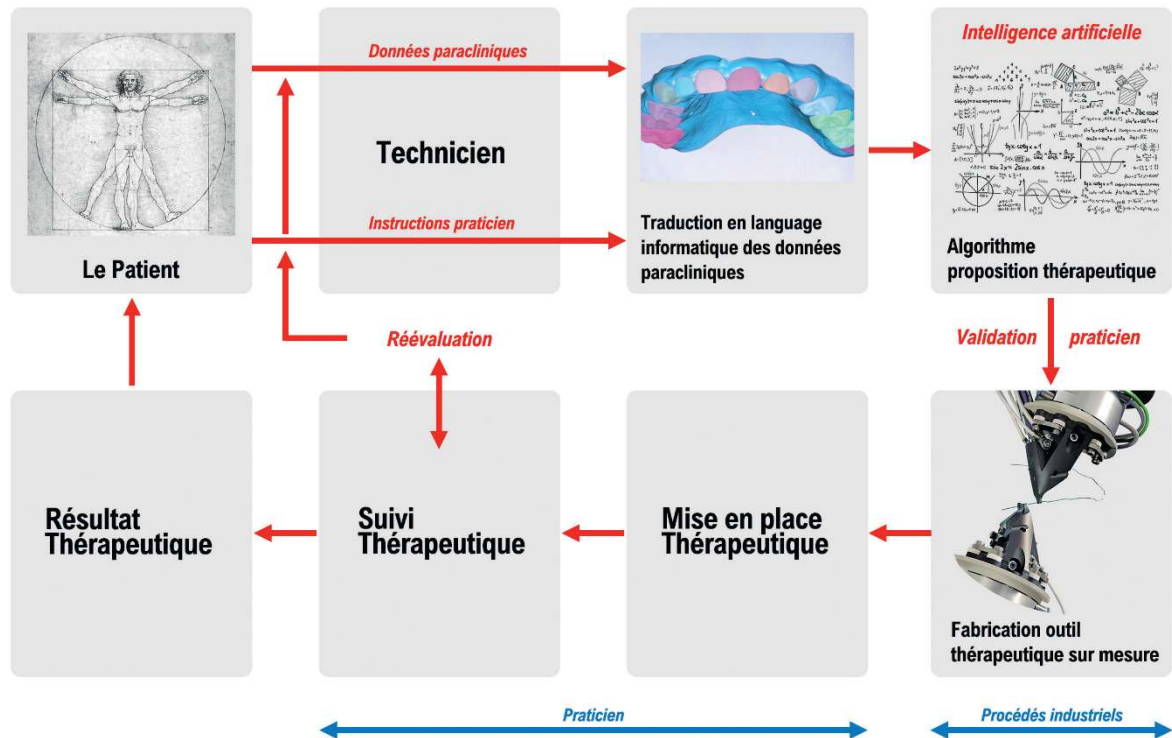 Données paracliniques
Intelligence artificielle
Technicien
Instructions praticien
Le Patient
Traduction en language
informatique des données
paracliniques
Algorithme
proposition thérapeutique
Réévaluation
Validation praticien
Résultat
Thérapeutique
Suivi
Thérapeutique
Mise en place
Thérapeutique
Fabrication outil
thérapeutique sur mesure
Praticien
Procédés industriels